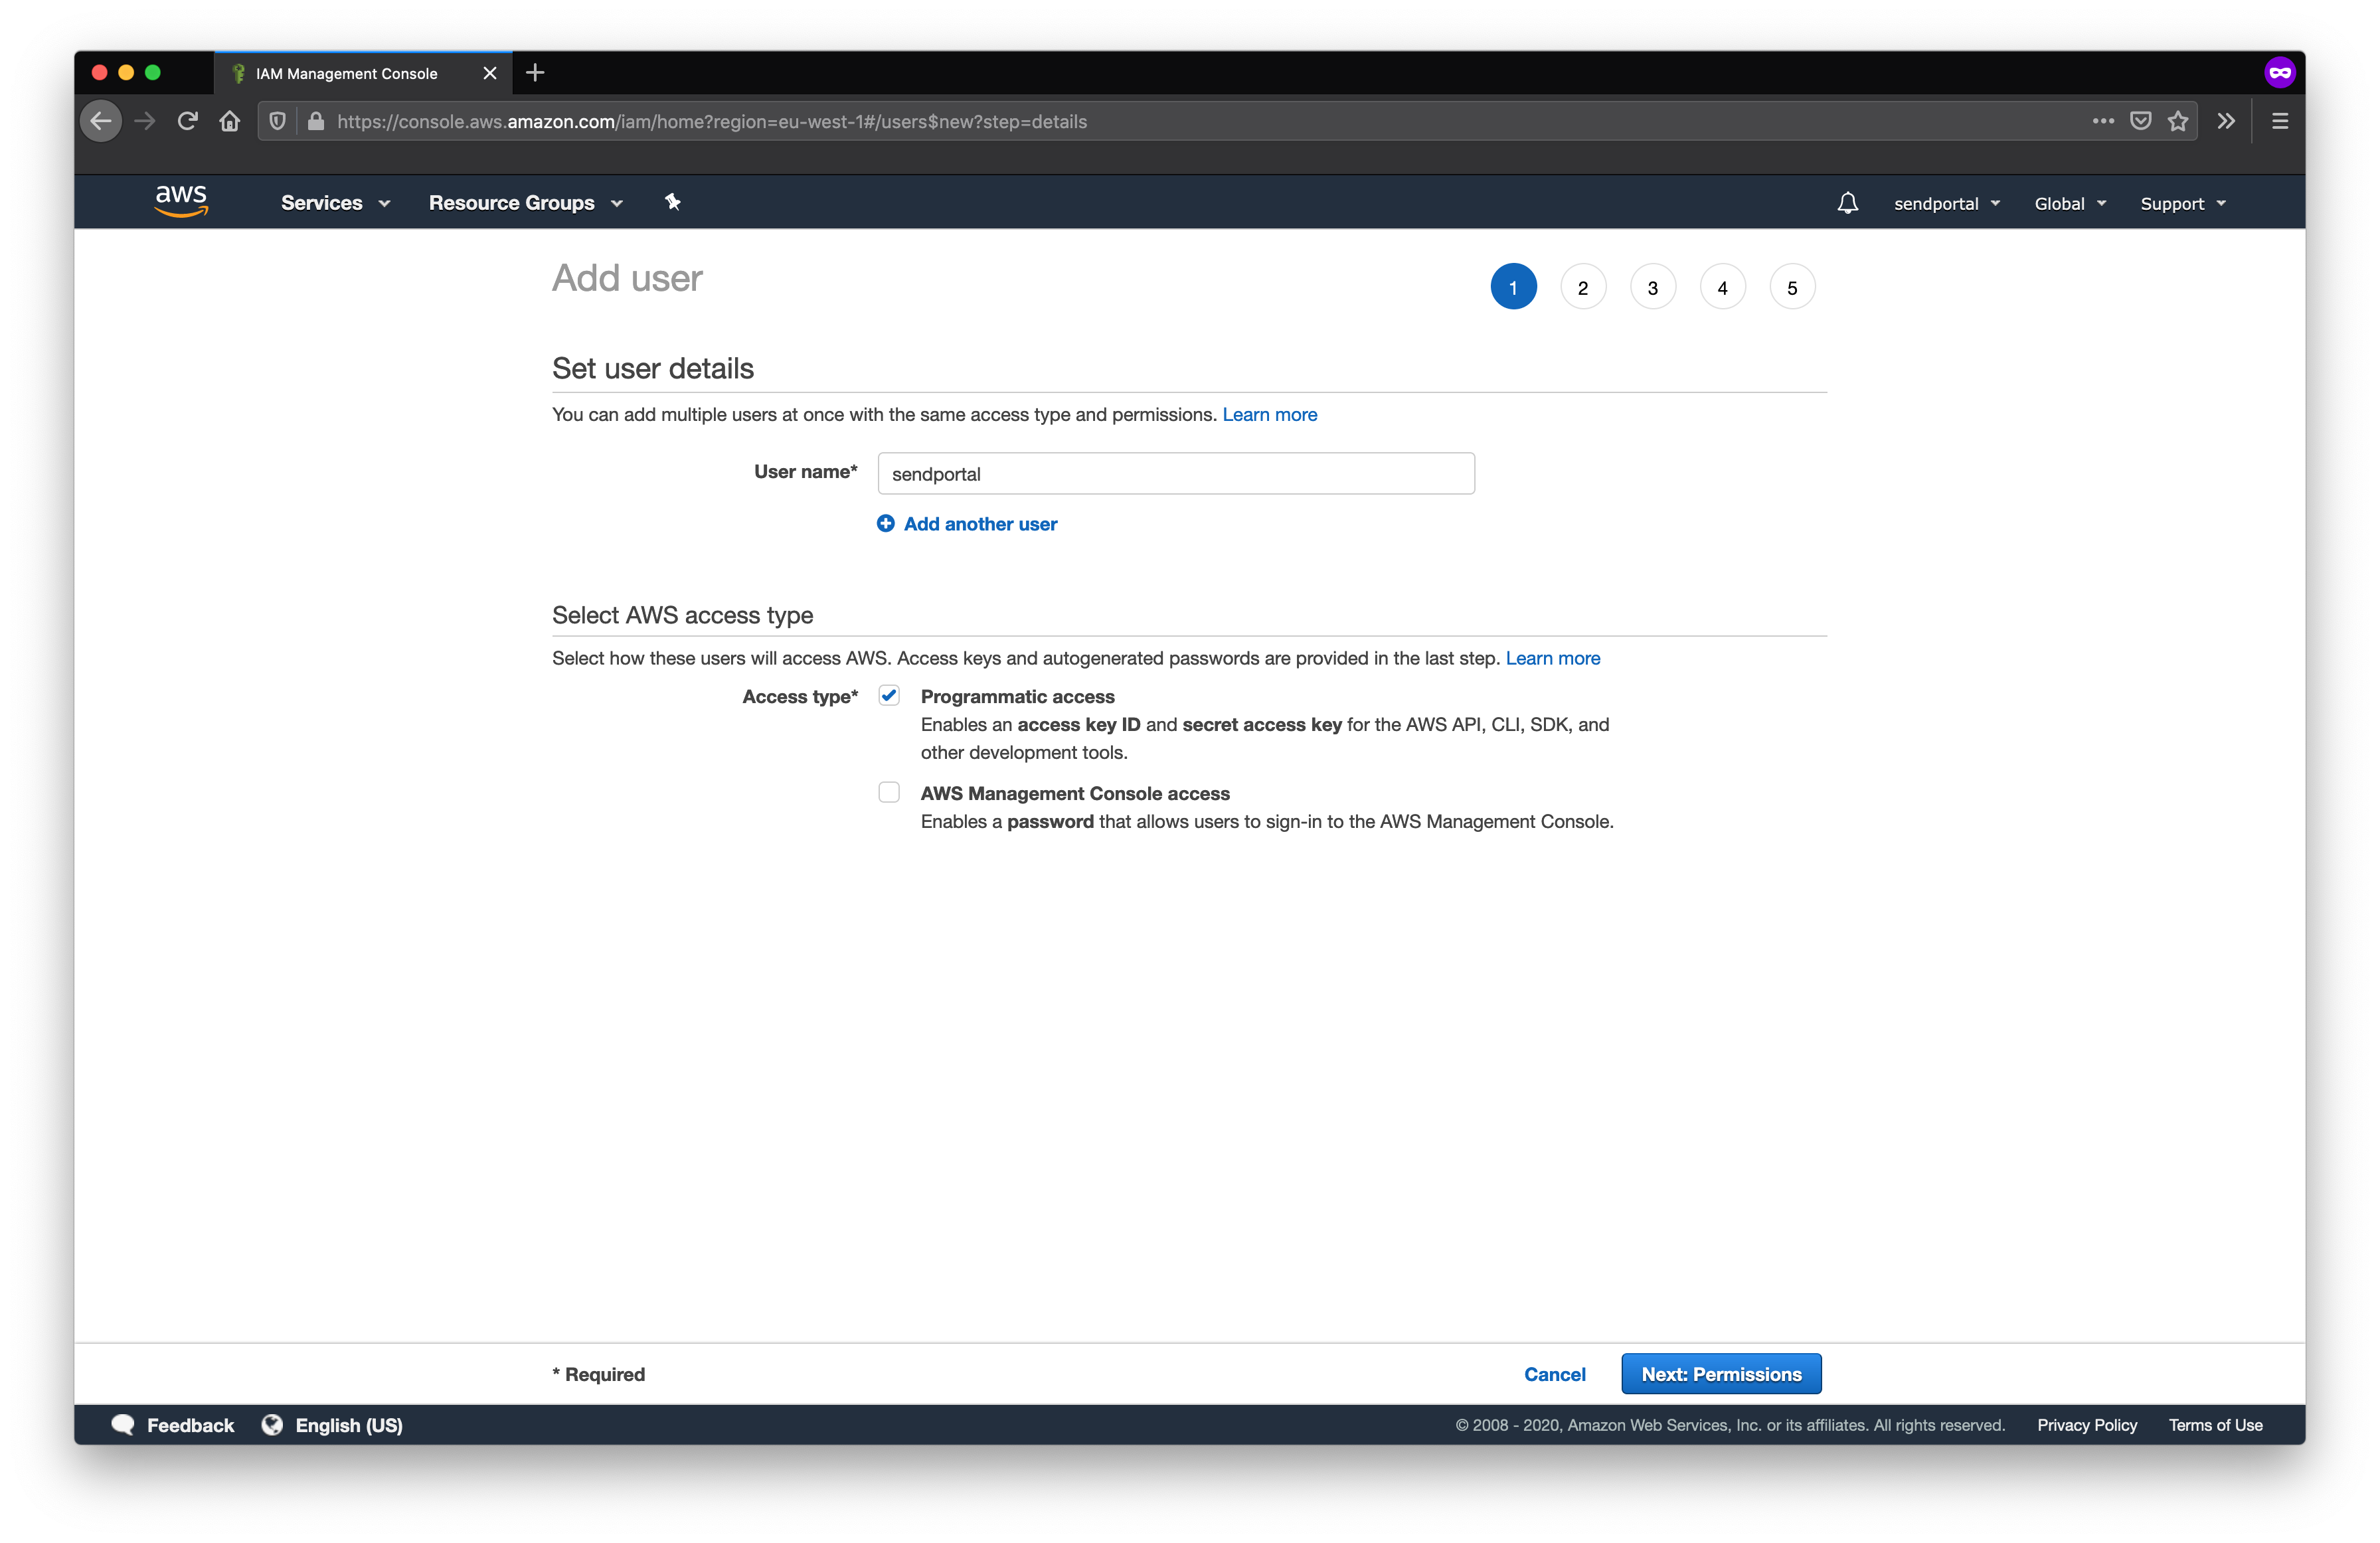 IAM Management Console
https://console.aws.amazon.com/iam/home?region=eu-west-1#/users$new?step=details
aws Services Resource Groups sendportal Global Support
Add user 1 2 3 4 5
Set user details
You can add multiple users at once with the same access type and permissions. Learn more
User name* sendportal
Add another user
Select AWS access type
Select how these users will access AWS. Access keys and autogenerated passwords are provided in the last step. Learn more
Access type* Programmatic access
Enables an access key ID and secret access key for the AWS API, CLI, SDK, and
other development tools.
AWS Management Console access
Enables a password that allows users to sign-in to the AWS Management Console.
* Required Cancel Next: Permissions
Feedback English (US) © 2008 - 2020, Amazon Web Services, Inc. or its affiliates. All rights reserved. Privacy Policy Terms of Use